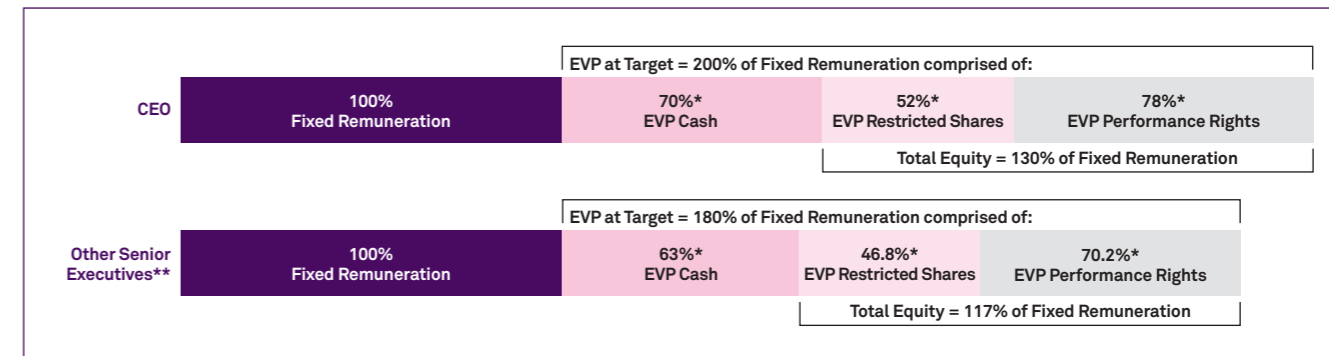 EVP at Target = 200% of Fixed Remuneration comprised of:
CEO
100%
Fixed Remuneration
70%*
EVP Cash
52%*
EVP Restricted Shares
78%*
EVP Performance Rights
Total Equity = 130% of Fixed Remuneration
EVP at Target = 180% of Fixed Remuneration comprised of:
Other Senior
Executives**
100%
Fixed Remuneration
63%*
EVP Cash
46.8%*
EVP Restricted Shares
70.2%*
EVP Performance Rights
Total Equity = 117% of Fixed Remuneration